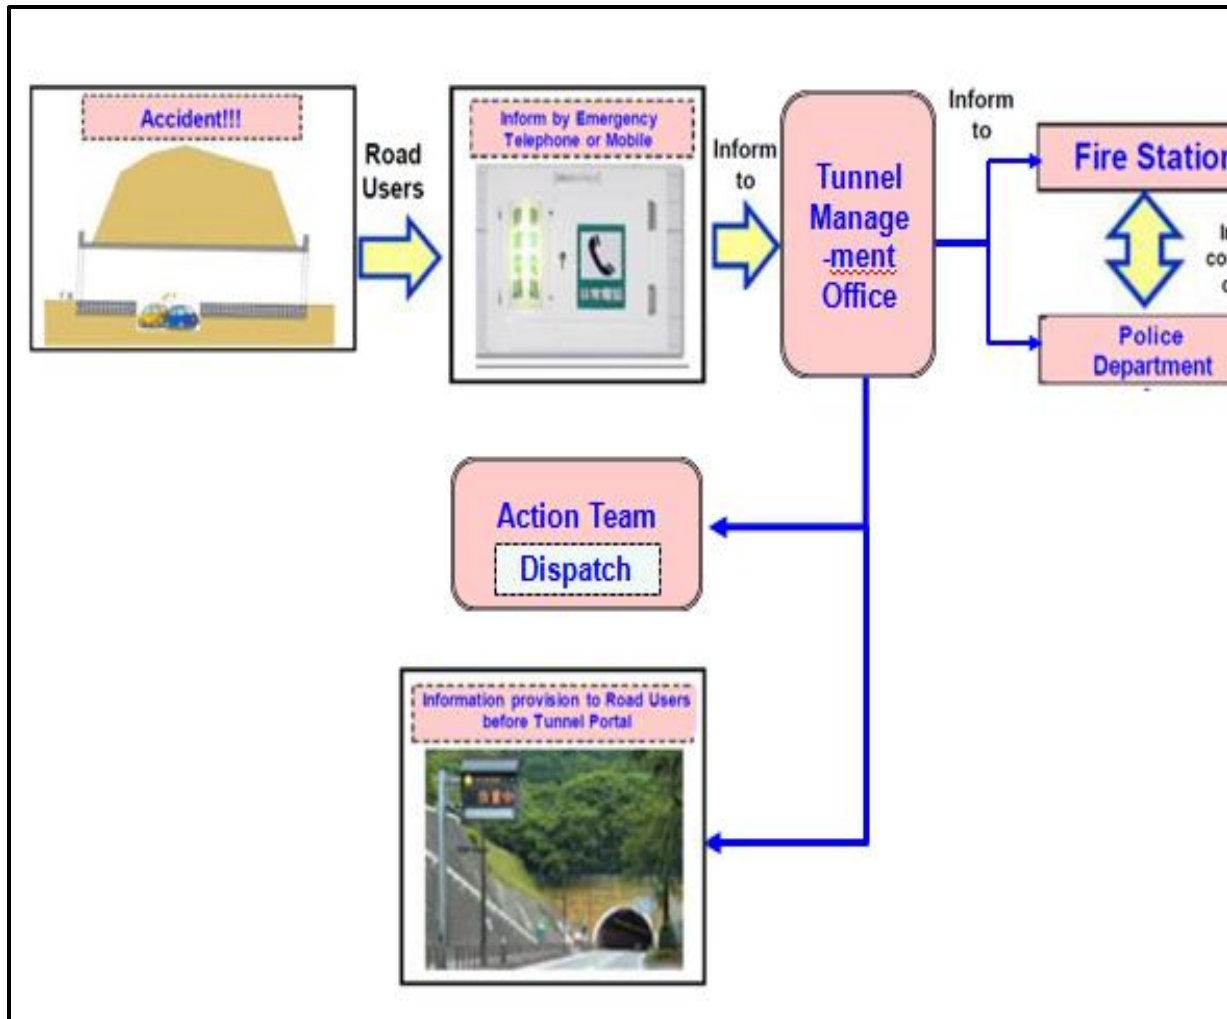 Accident!!!
Road
Users
Inform by Emergency
Telephone or Mobile
Inform
to
Tunnel
Manage
-ment
Office
Inform
to
Fire Station
Police
Department
Action Team
Dispatch
Information provision to Road Users
before Tunnel Portal